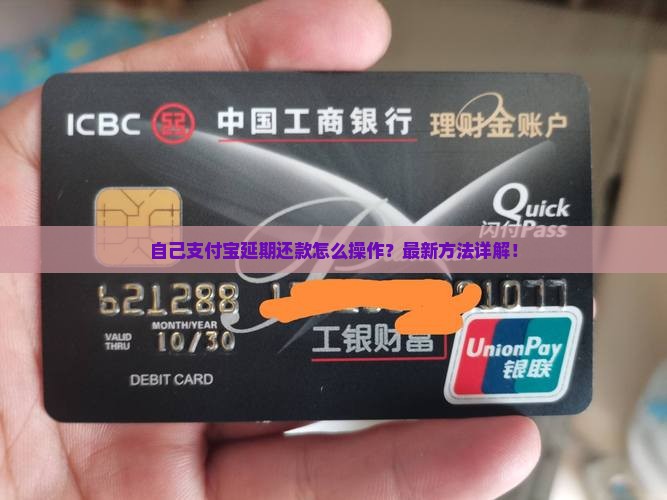 ICBC 中国工商银行 理财金账户
Quick
闪付Pass
自己支付宝延期还款怎么操作？最新方法详解！
621288 1077
MONTH/YEAR
VALID THRU 10/30
工银财富
DEBIT CARD
UnionPay
银联